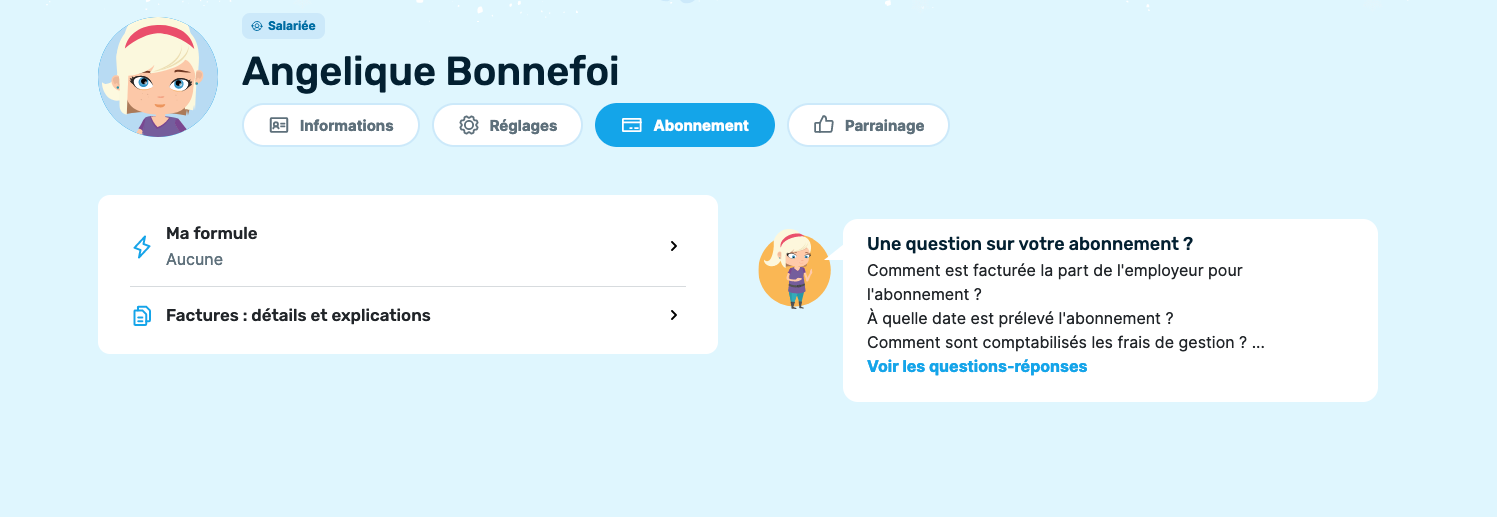 Salariée
Angelique Bonnefoi
Informations
Réglages
Abonnement
Parrainage
Ma formule
Aucune
Factures : détails et explications
Une question sur votre abonnement ?
Comment est facturée la part de l'employeur pour
l'abonnement ?
À quelle date est prélevé l'abonnement ?
Comment sont comptabilisés les frais de gestion ? ...
Voir les questions-réponses